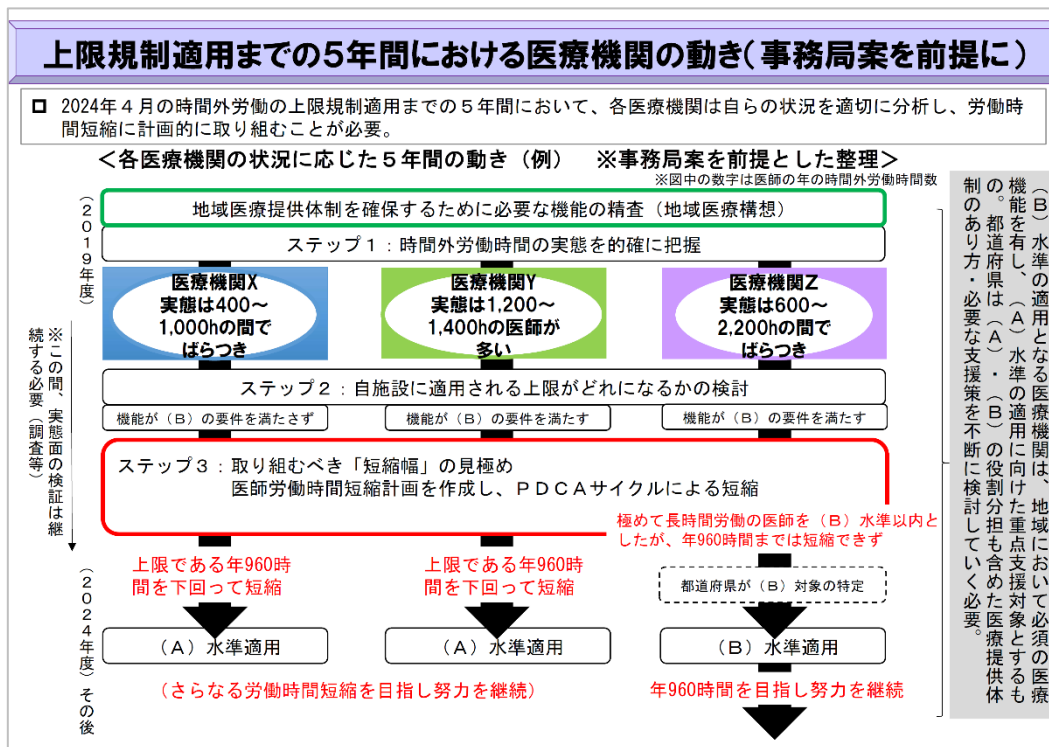 上限規制適用までの5年間における医療機関の動き(事務局案を前提に)
□ 2024年4月の時間外労働の上限規制適用までの5年間において、各医療機関は自らの状況を適切に分析し、労働時
間短縮に計画的に取り組むことが必要。
<各医療機関の状況に応じた5年間の動き(例) ※事務局案を前提とした整理>
※図中の数字は医師の年の時間外労働時間数
(2019年度)
地域医療提供体制を確保するために必要な機能の精査(地域医療構想)
ステップ1:時間外労働時間の実態を的確に把握
医療機関X
実態は400~
1,000hの間で
ばらつき
医療機関Y
実態は1,200~
1,400hの医師が
多い
医療機関Z
実態は600~
2,200hの間で
ばらつき
※この間、実態面の検証は継
続する必要(調査等)
ステップ2:自施設に適用される上限がどれになるかの検討
機能が(B)の要件を満たさず
機能が(B)の要件を満たす
機能が(B)の要件を満たす
ステップ3:取り組むべき「短縮幅」の見極め
医師労働時間短縮計画を作成し、PDCAサイクルによる短縮
極めて長時間労働の医師を(B)水準以内と
したが、年960時間までは短縮できず
上限である年960時
間を下回って短縮
上限である年960時
間を下回って短縮
都道府県が(B)対象の特定
(2024年度)その後
(A)水準適用
(A)水準適用
(B)水準適用
(さらなる労働時間短縮を目指し努力を継続)
年960時間を目指し努力を継続
(B)水準の適用となる医療機関は、地域において必須の医療
機能を有し、(A)水準の適用に向けた重点支援対象とするも
の。都道府県は(A)・(B)の役割分担も含めた医療提供体
制のあり方・必要な支援策を不断に検討していく必要。